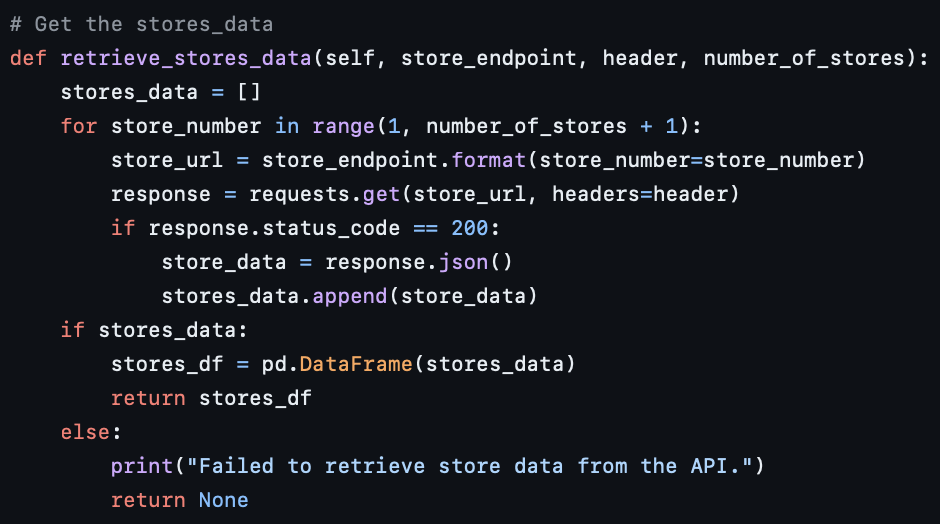 # Get the stores_data
def retrieve_stores_data(self, store_endpoint, header, number_of_stores):
    stores_data = []
    for store_number in range(1, number_of_stores + 1):
        store_url = store_endpoint.format(store_number=store_number)
        response = requests.get(store_url, headers=header)
        if response.status_code == 200:
            store_data = response.json()
            stores_data.append(store_data)
    if stores_data:
        stores_df = pd.DataFrame(stores_data)
        return stores_df
    else:
        print("Failed to retrieve store data from the API.")
        return None